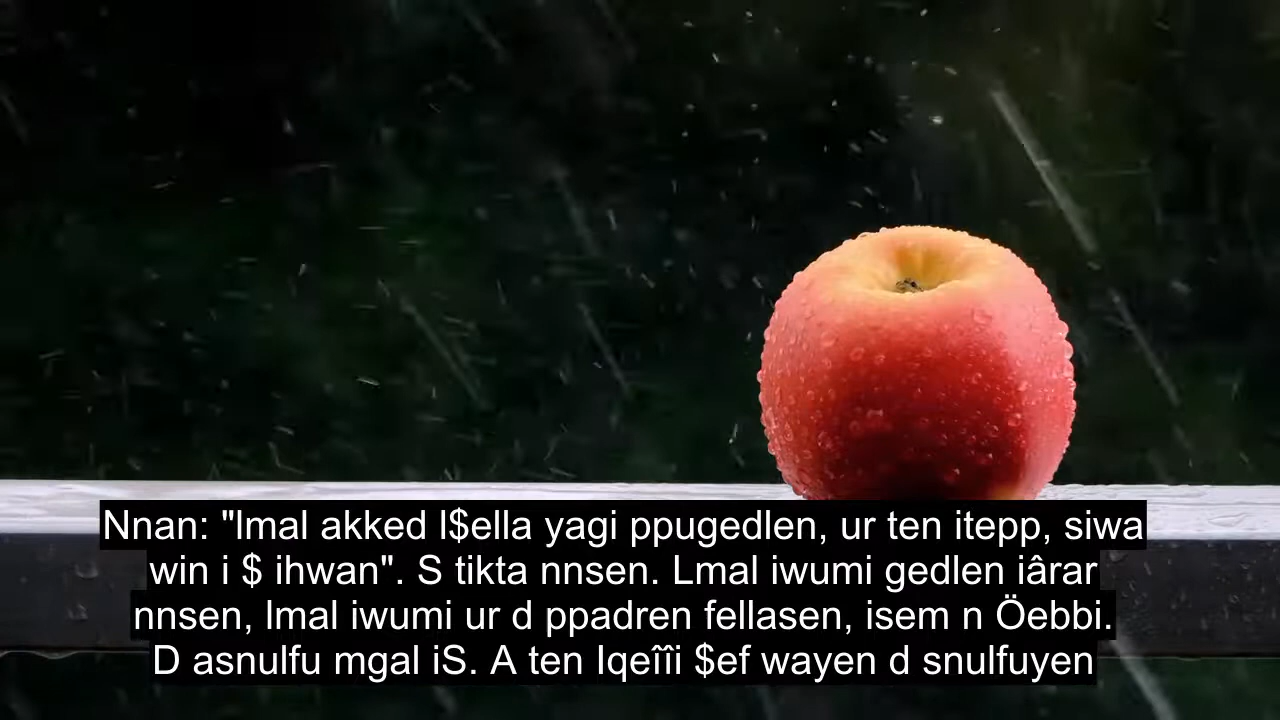 Nnan: "lmal akked l$ella yagi ppugedlen, ur ten itepp, siwa
win i $ ihwan". S tikta nnsen. Lmal iwumi gedlen iârar
nnsen, lmal iwumi ur d ppadren fellasen, isem n Öebbi.
D asnulfu mgal iS. A ten Iqeîîi $ef wayen d snulfuyen